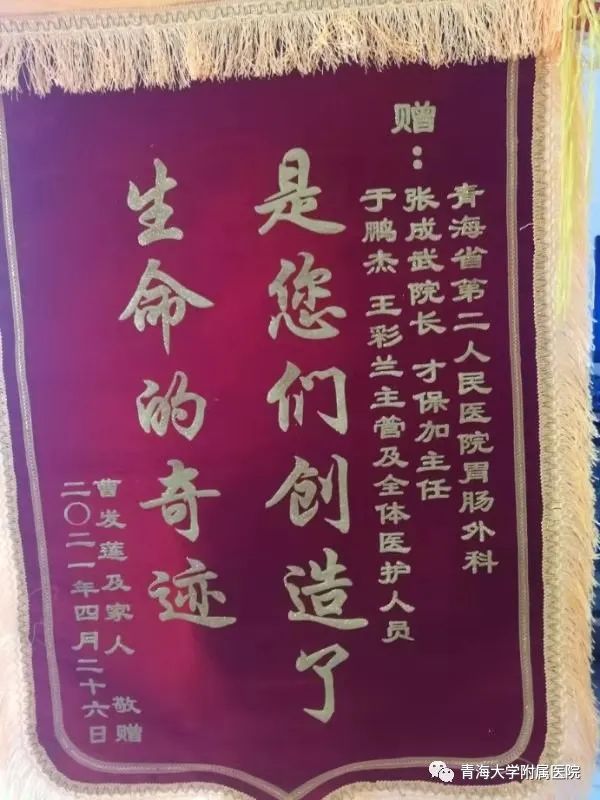 赠：
青海省第二人民医院胃肠外科
张成武院长 才保加主任
于鹏杰 王彩兰主管及全体医护人员
是您们创造了
生命的奇迹
曹发莲及家人 敬赠
二〇二一年四月二十六日
青海大学附属医院